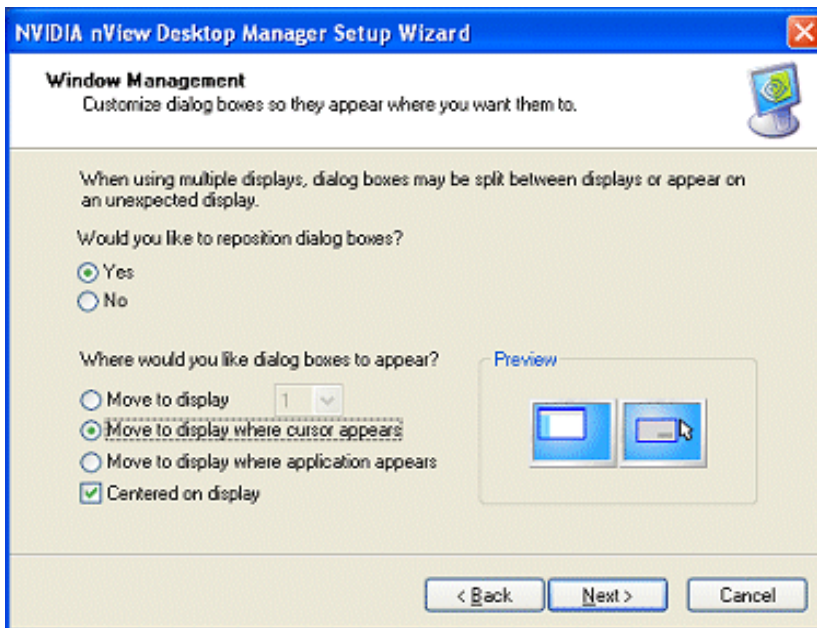 NVIDIA nView Desktop Manager Setup Wizard
Window Management
Customize dialog boxes so they appear where you want them to.
When using multiple displays, dialog boxes may be split between displays or appear on
an unexpected display.
Would you like to reposition dialog boxes?
Yes
No
Where would you like dialog boxes to appear?
Preview
Move to display 1
Move to display where cursor appears
Move to display where application appears
Centered on display
< Back
Next >
Cancel